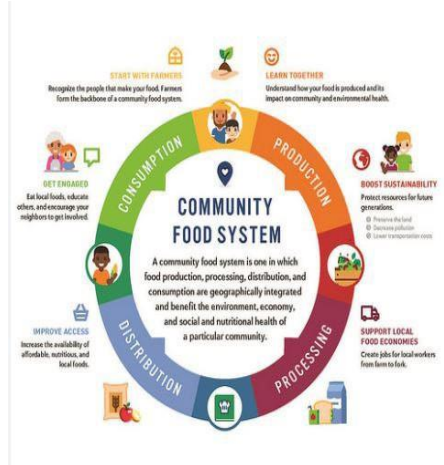 START WITH FARMERS
Recognize the people that make your food. Farmers
form the backbone of a community food system.
LEARN TOGETHER
Understand how your food is produced and its
impact on community and environmental health.
GET ENGAGED
Eat local foods, educate
others, and encourage your
neighbors to get involved.
BOOST SUSTAINABILITY
Protect resources for future
generations.
Preserve the land
Decrease pollution
Lower transportation costs
CONSUMPTION
PRODUCTION
COMMUNITY
FOOD SYSTEM
A community food system is one in which
food production, processing, distribution, and
consumption are geographically integrated
and benefit the environment, economy,
and social and nutritional health of
a particular community.
DISTRIBUTION
PROCESSING
IMPROVE ACCESS
Increase the availability of
affordable, nutritious, and
local foods.
SUPPORT LOCAL
FOOD ECONOMIES
Create jobs for local workers
from farm to fork.